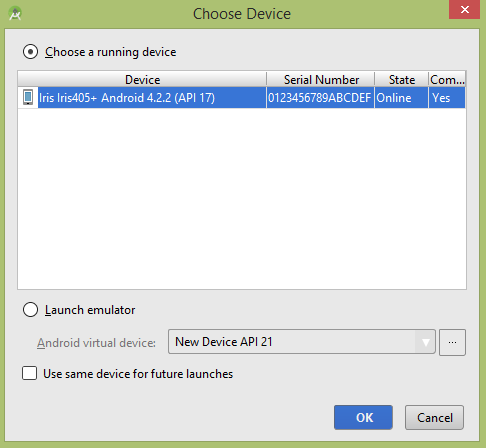 Choose Device
Choose a running device
Device Serial Number State Com...
Iris Iris405+ Android 4.2.2 (API 17) 0123456789ABCDEF Online Yes
Launch emulator
Android virtual device: New Device API 21 ...
Use same device for future launches
OK Cancel